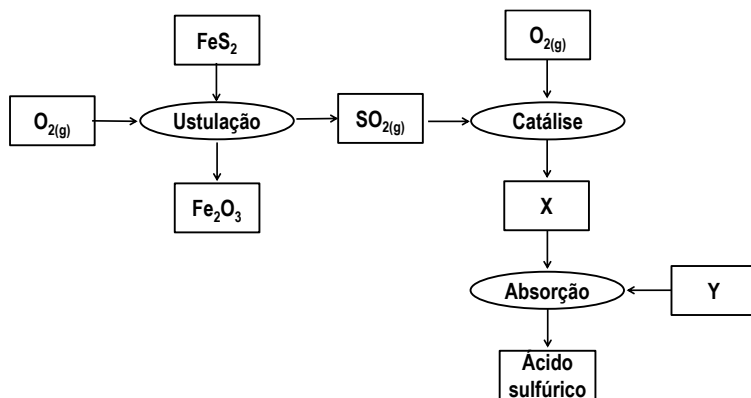 FeS₂
O₂(g)
O₂(g)
Ustulação
SO₂(g)
Catálise
Fe₂O₃
X
Absorção
Y
Ácido
sulfúrico